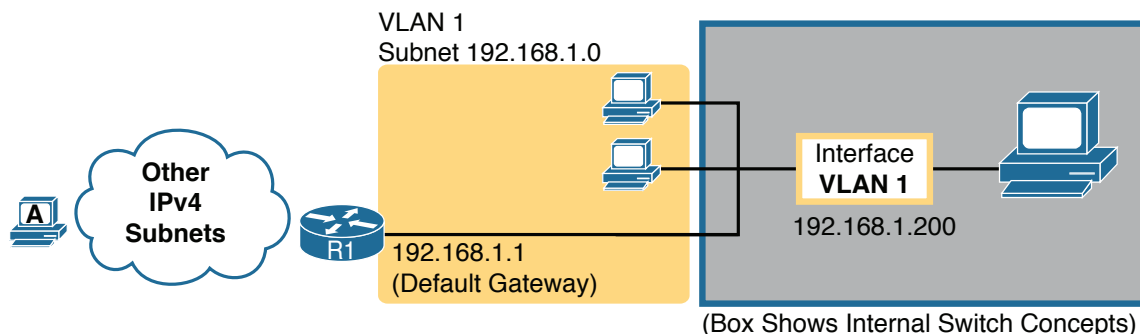 VLAN 1
Subnet 192.168.1.0
A
Other
IPv4
Subnets
R1
192.168.1.1
(Default Gateway)
Interface
VLAN 1
192.168.1.200
(Box Shows Internal Switch Concepts)